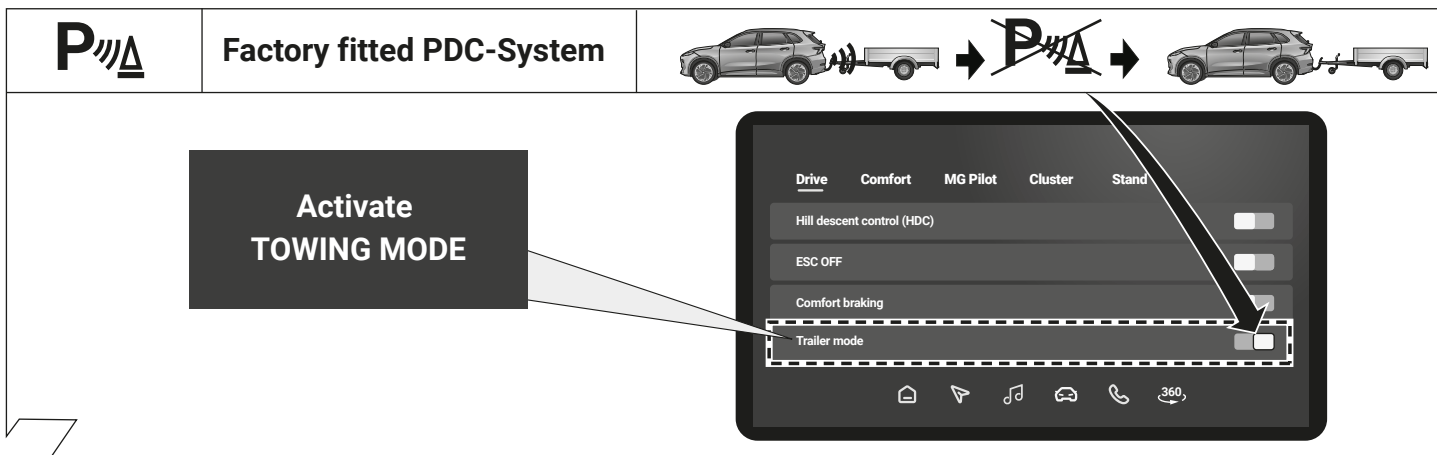 P
Factory fitted PDC-System
P
Activate
TOWING MODE
Drive Comfort MG Pilot Cluster Stand
Hill descent control (HDC)
ESC OFF
Comfort braking
Trailer mode
360